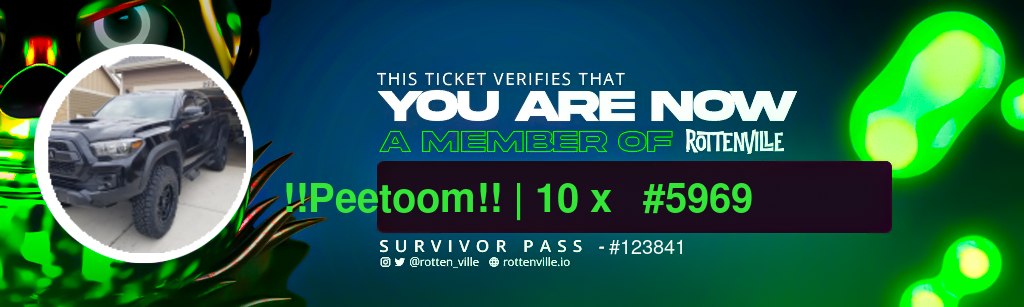 THIS TICKET VERIFIES THAT
YOU ARE NOW
A MEMBER OF ROTTENVILLE
!!Peetoom!! | 10 x #5969
SURVIVOR PASS - #123841
@rotten_ville rottenville.io